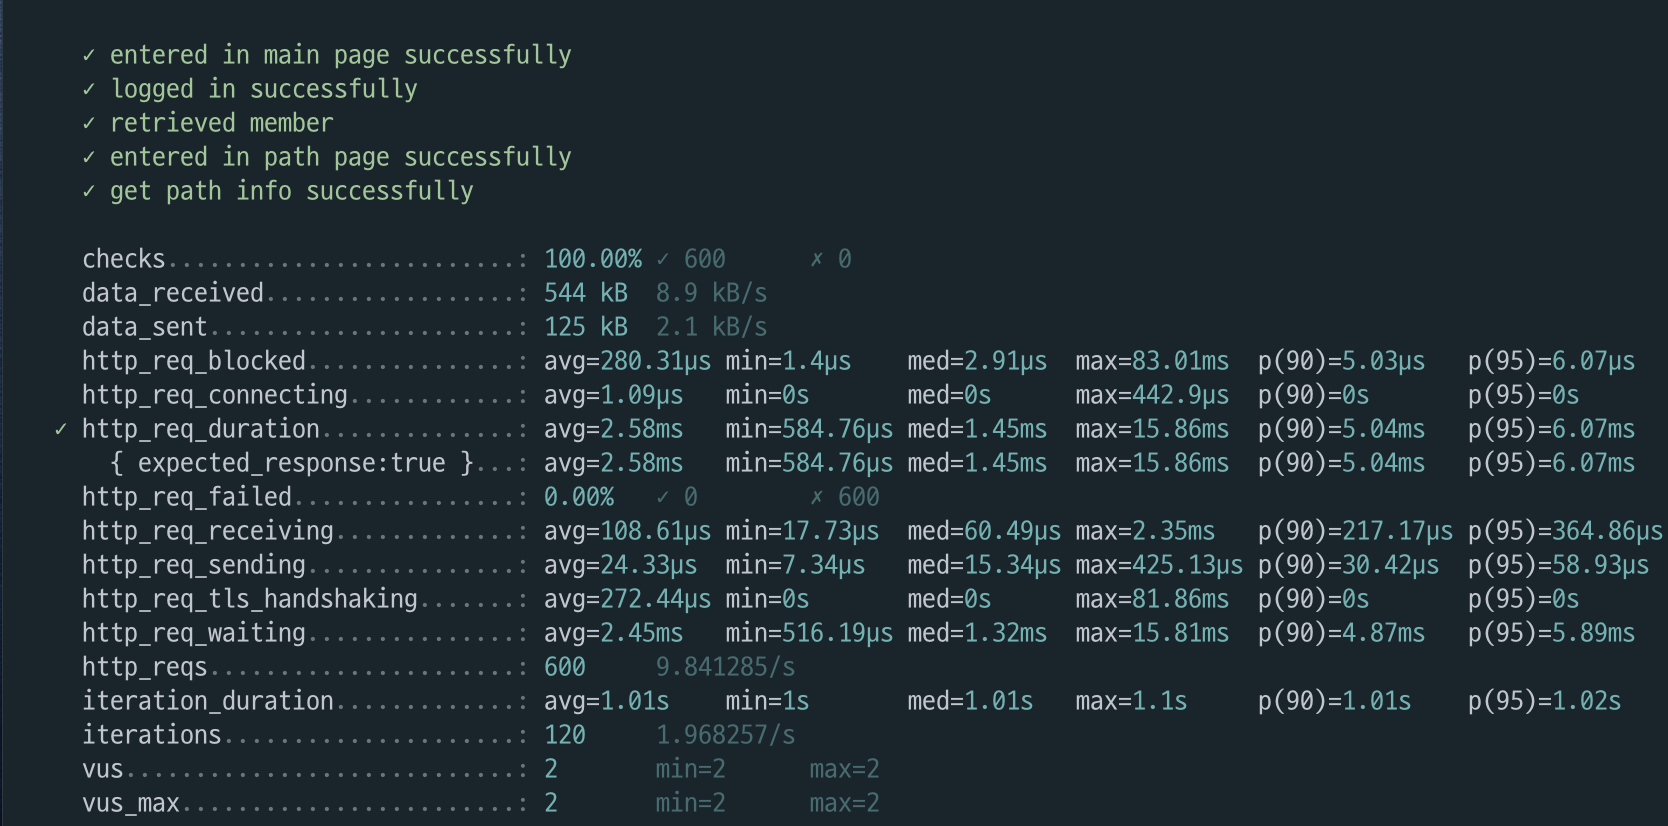 ✓ entered in main page successfully
✓ logged in successfully
✓ retrieved member
✓ entered in path page successfully
✓ get path info successfully
checks.........................: 100.00% ✓ 600      ✗ 0
data_received..................: 544 kB  8.9 kB/s
data_sent......................: 125 kB  2.1 kB/s
http_req_blocked...............: avg=280.31µs min=1.4µs    med=2.91µs  max=83.01ms  p(90)=5.03µs   p(95)=6.07µs
http_req_connecting............: avg=1.09µs   min=0s       med=0s      max=442.9µs  p(90)=0s       p(95)=0s
✓ http_req_duration..............: avg=2.58ms   min=584.76µs med=1.45ms  max=15.86ms  p(90)=5.04ms   p(95)=6.07ms
{ expected_response:true }...: avg=2.58ms   min=584.76µs med=1.45ms  max=15.86ms  p(90)=5.04ms   p(95)=6.07ms
http_req_failed................: 0.00%   ✓ 0        ✗ 600
http_req_receiving.............: avg=108.61µs min=17.73µs  med=60.49µs max=2.35ms   p(90)=217.17µs p(95)=364.86µs
http_req_sending...............: avg=24.33µs  min=7.34µs   med=15.34µs max=425.13µs p(90)=30.42µs  p(95)=58.93µs
http_req_tls_handshaking.......: avg=272.44µs min=0s       med=0s      max=81.86ms  p(90)=0s       p(95)=0s
http_req_waiting...............: avg=2.45ms   min=516.19µs med=1.32ms  max=15.81ms  p(90)=4.87ms   p(95)=5.89ms
http_reqs......................: 600     9.841285/s
iteration_duration.............: avg=1.01s    min=1s       med=1.01s   max=1.1s     p(90)=1.01s    p(95)=1.02s
iterations.....................: 120     1.968257/s
vus............................: 2       min=2      max=2
vus_max........................: 2       min=2      max=2